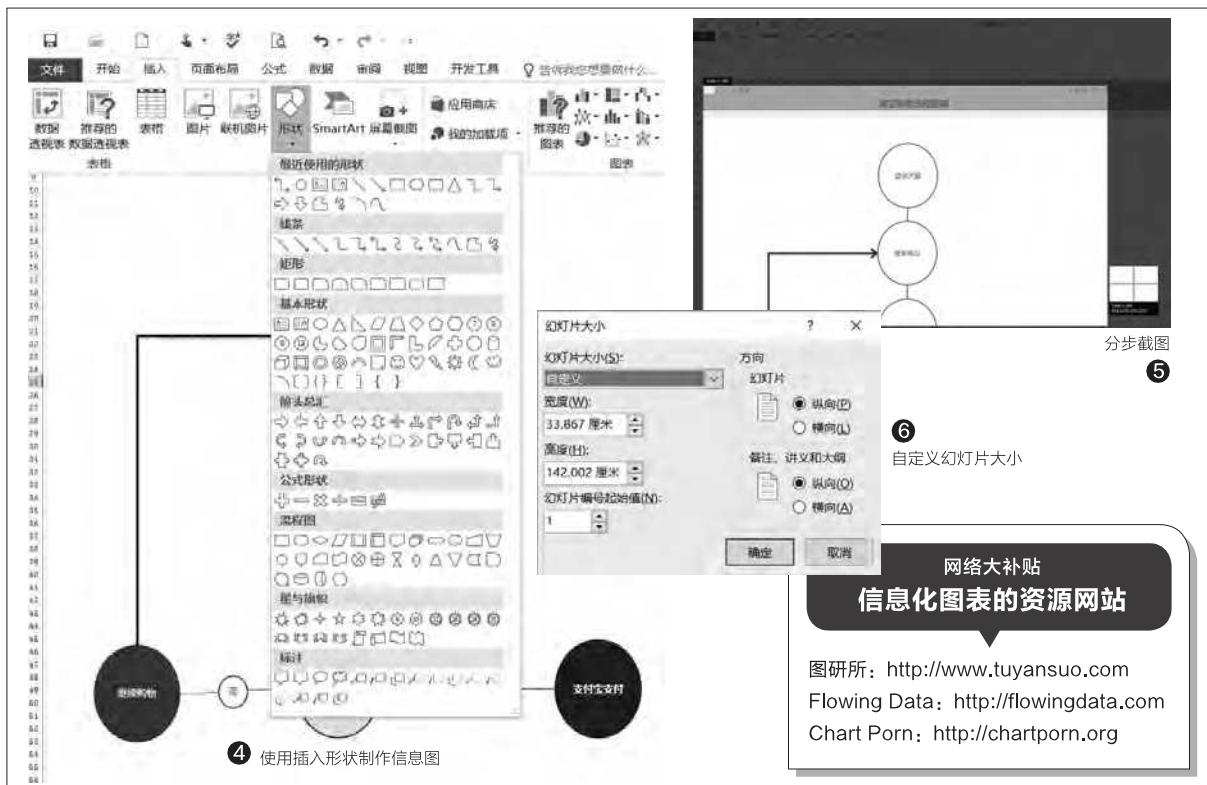 文件 开始 插入 页面布局 公式 数据 审阅 视图 开发工具 告诉我您想要做什么...
数据透视表 推荐的数据透视表 表格 图片 联机图片 形状 SmartArt 屏幕截图 应用商店 我的加载项 推荐的图表
表格 图表
最近使用的形状
线条
矩形
基本形状
箭头总汇
公式形状
流程图
星与旗帜
标注
继续购物 否 支付宝支付
④ 使用插入形状制作信息图
分步截图
⑤
幻灯片大小 ? ×
幻灯片大小(S):
自定义
宽度(W):
33.867 厘米
高度(H):
142.002 厘米
幻灯片编号起始值(N):
1
方向
幻灯片
纵向(P)
横向(L)
备注、讲义和大纲
纵向(O)
横向(A)
确定 取消
⑥
自定义幻灯片大小
网络大补贴
信息化图表的资源网站
图研所：http://www.tuyansuo.com
Flowing Data：http://flowingdata.com
Chart Porn：http://chartporn.org